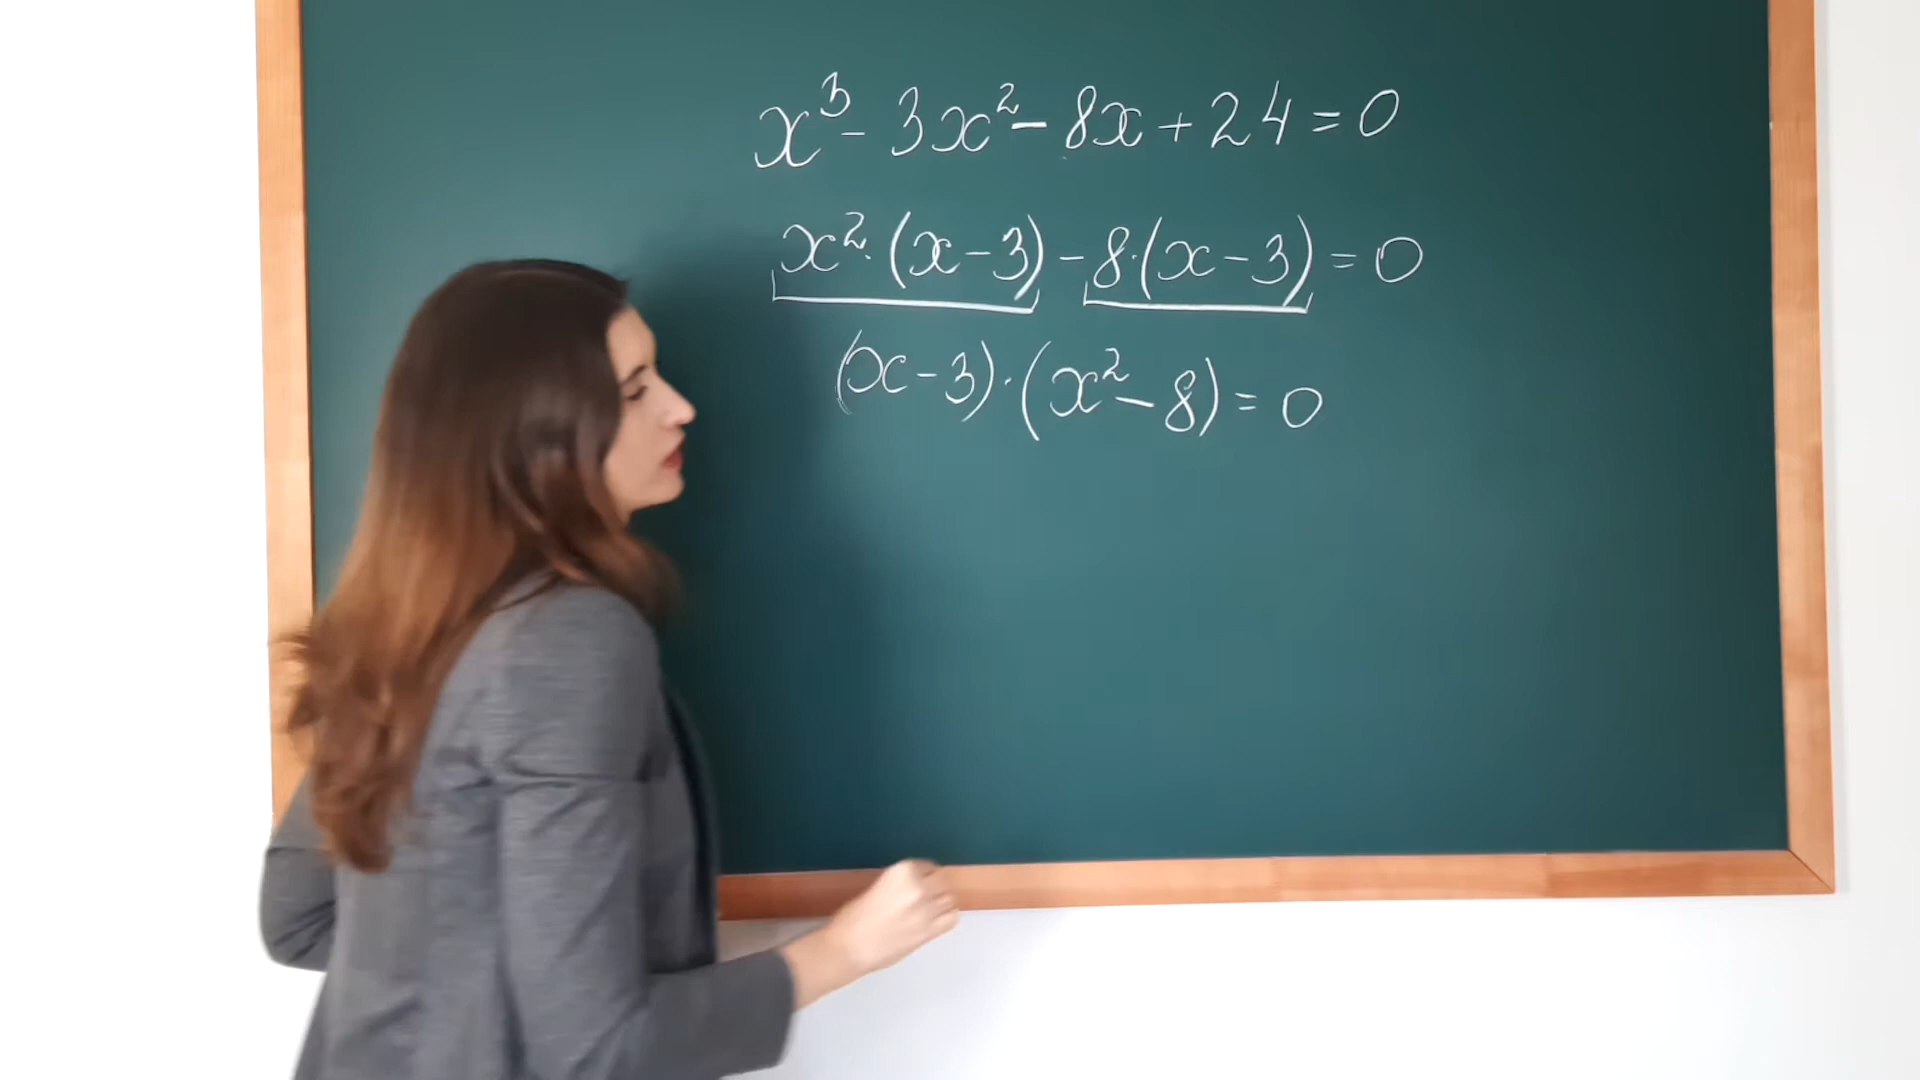 x³ - 3x² - 8x + 24 = 0
x² · (x - 3) - 8 · (x - 3) = 0
(x - 3) · (x² - 8) = 0